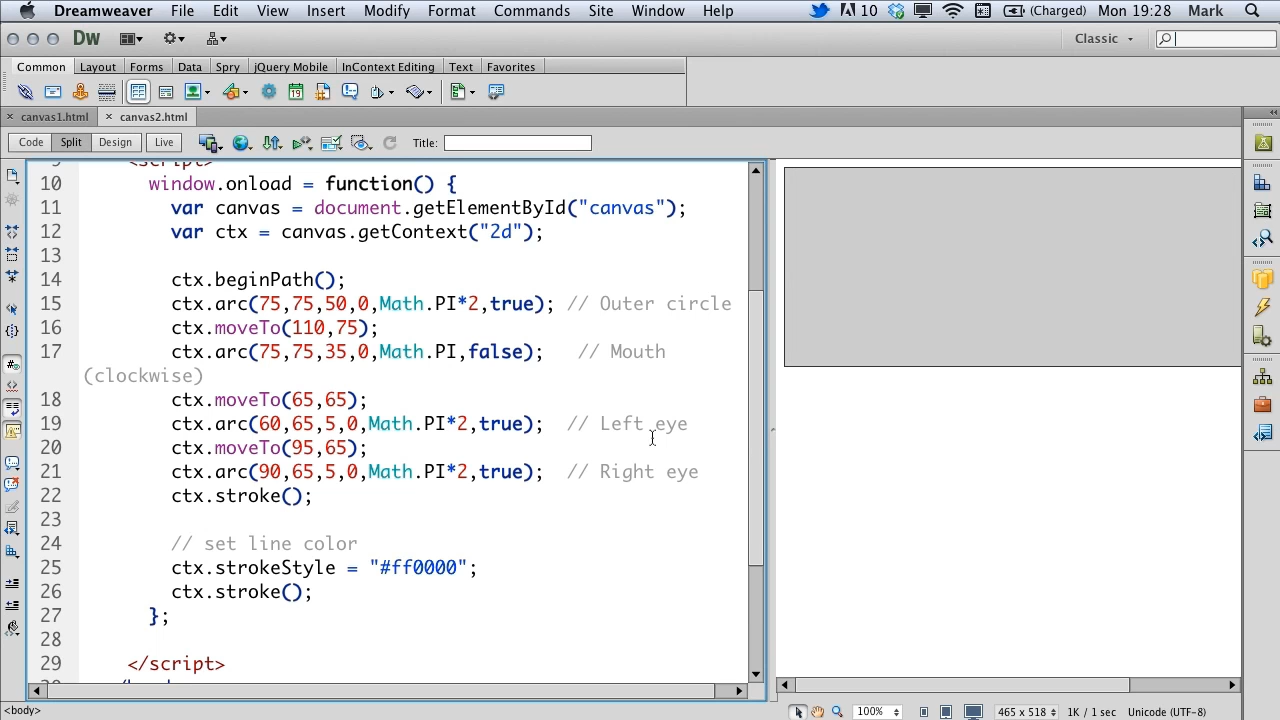 Dreamweaver File Edit View Insert Modify Format Commands Site Window Help 10 (Charged) Mon 19:28 Mark
Dw Classic
Common Layout Forms Data Spry jQuery Mobile InContext Editing Text Favorites
canvas1.html canvas2.html
Code Split Design Live Title:
9 <script>
10 window.onload = function() {
11 var canvas = document.getElementById("canvas");
12 var ctx = canvas.getContext("2d");
13
14 ctx.beginPath();
15 ctx.arc(75,75,50,0,Math.PI*2,true); // Outer circle
16 ctx.moveTo(110,75);
17 ctx.arc(75,75,35,0,Math.PI,false); // Mouth
(clockwise)
18 ctx.moveTo(65,65);
19 ctx.arc(60,65,5,0,Math.PI*2,true); // Left eye
20 ctx.moveTo(95,65);
21 ctx.arc(90,65,5,0,Math.PI*2,true); // Right eye
22 ctx.stroke();
23
24 // set line color
25 ctx.strokeStyle = "#ff0000";
26 ctx.stroke();
27 };
28
29 </script>
<body>
100% 465 x 518 1K / 1 sec Unicode (UTF-8)